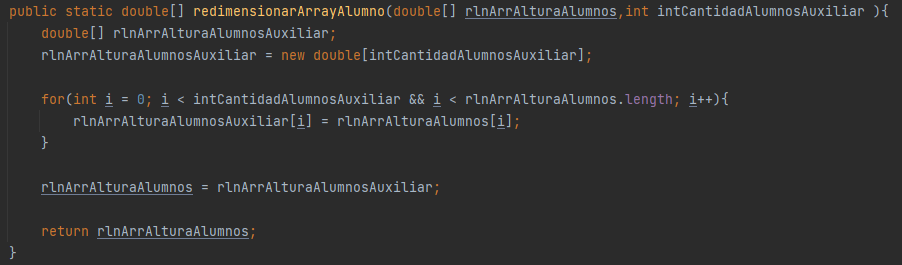 public static double[] redimensionarArrayAlumno(double[] rlnArrAlturaAlumnos,int intCantidadAlumnosAuxiliar ){
    double[] rlnArrAlturaAlumnosAuxiliar;
    rlnArrAlturaAlumnosAuxiliar = new double[intCantidadAlumnosAuxiliar];

    for(int i = 0; i < intCantidadAlumnosAuxiliar && i < rlnArrAlturaAlumnos.length; i++){
        rlnArrAlturaAlumnosAuxiliar[i] = rlnArrAlturaAlumnos[i];
    }

    rlnArrAlturaAlumnos = rlnArrAlturaAlumnosAuxiliar;

    return rlnArrAlturaAlumnos;
}